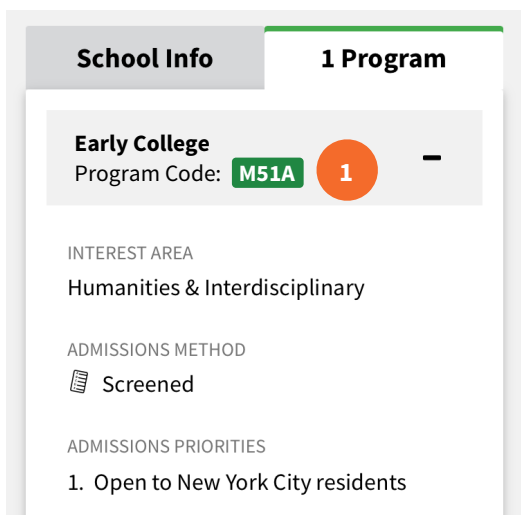 School Info
1 Program
Early College
Program Code: M51A
1
INTEREST AREA
Humanities & Interdisciplinary
ADMISSIONS METHOD
Screened
ADMISSIONS PRIORITIES
1. Open to New York City residents